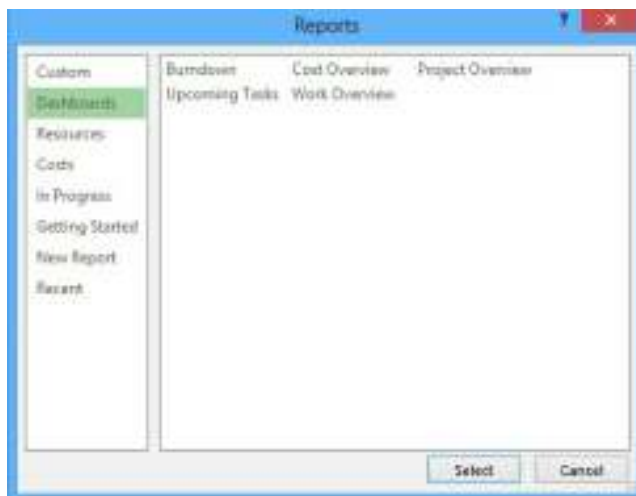 Reports
?
Custom
Dashboards
Resources
Costs
In Progress
Getting Started
New Report
Recent
Burndown Cost Overview Project Overview
Upcoming Tasks Work Overview
Select Cancel